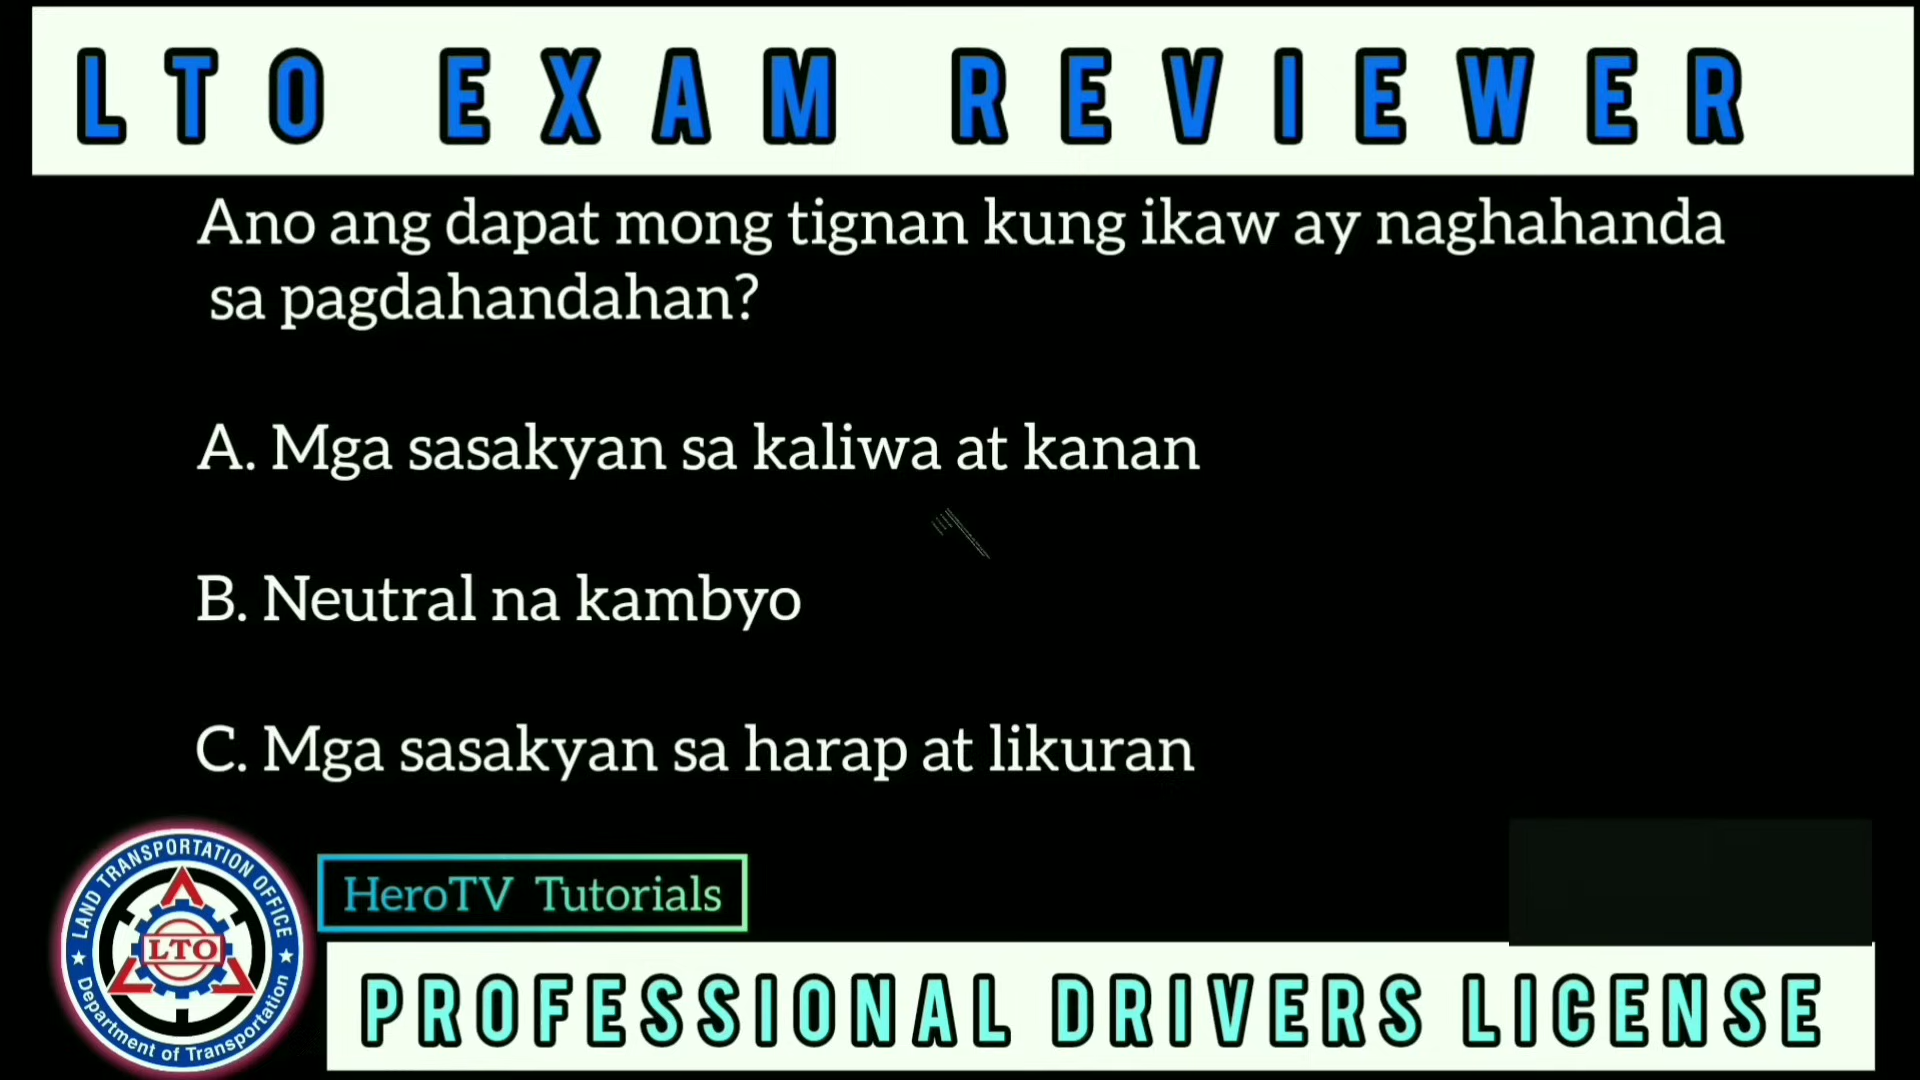 LTO EXAM REVIEWER
Ano ang dapat mong tignan kung ikaw ay naghahanda
sa pagdahandahan?
A. Mga sasakyan sa kaliwa at kanan
B. Neutral na kambyo
C. Mga sasakyan sa harap at likuran
LAND TRANSPORTATION OFFICE
LTO
Department of Transportation
HeroTV Tutorials
PROFESSIONAL DRIVERS LICENSE